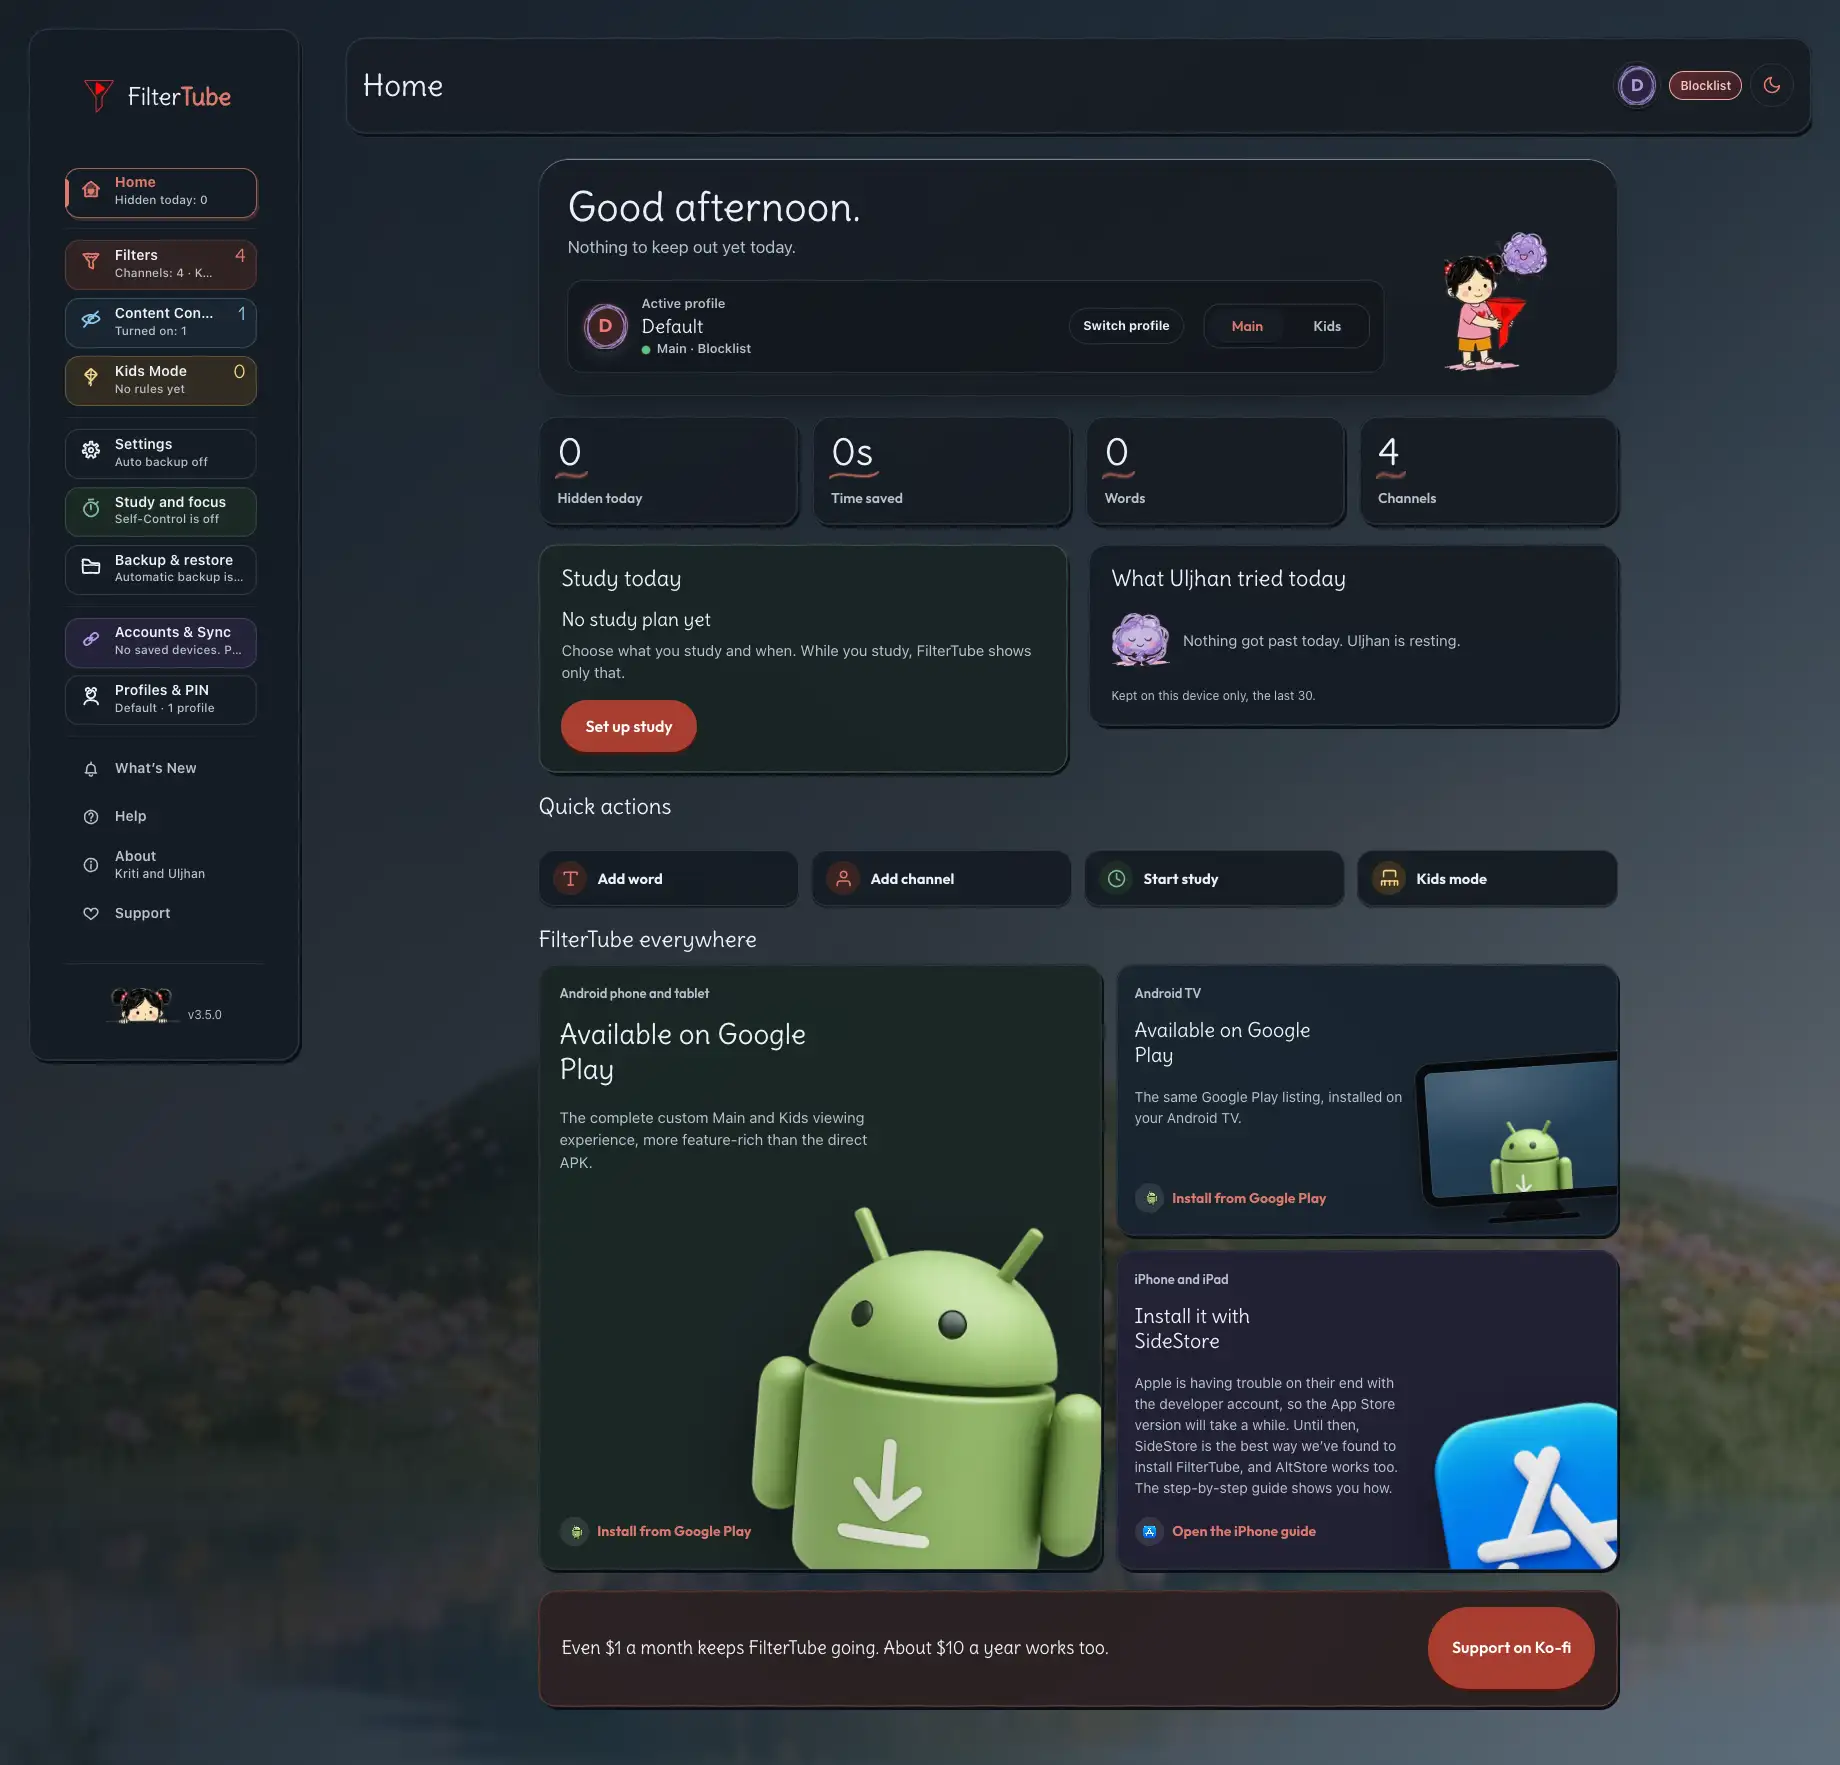 FilterTube
Home
Hidden today: 0
Filters
4
Channels: 4 · K...
Content Con...
1
Turned on: 1
Kids Mode
0
No rules yet
Settings
Auto backup off
Study and focus
Self-Control is off
Backup & restore
Automatic backup is...
Accounts & Sync
No saved devices. P...
Profiles & PIN
Default · 1 profile
What's New
Help
About
Kriti and Uljhan
Support
v3.5.0
Home
D
Blocklist
Good afternoon.
Nothing to keep out yet today.
D
Active profile
Default
Main · Blocklist
Switch profile
Main
Kids
0
Hidden today
0s
Time saved
0
Words
4
Channels
Study today
No study plan yet
Choose what you study and when. While you study, FilterTube shows
only that.
Set up study
What Uljhan tried today
Nothing got past today. Uljhan is resting.
Kept on this device only, the last 30.
Quick actions
Add word
Add channel
Start study
Kids mode
FilterTube everywhere
Android phone and tablet
Available on Google
Play
The complete custom Main and Kids viewing
experience, more feature-rich than the direct
APK.
Install from Google Play
Android TV
Available on Google
Play
The same Google Play listing, installed on
your Android TV.
Install from Google Play
iPhone and iPad
Install it with
SideStore
Apple is having trouble on their end with
the developer account, so the App Store
version will take a while. Until then,
SideStore is the best way we've found to
install FilterTube, and AltStore works too.
The step-by-step guide shows you how.
Open the iPhone guide
Even $1 a month keeps FilterTube going. About $10 a year works too.
Support on Ko-fi